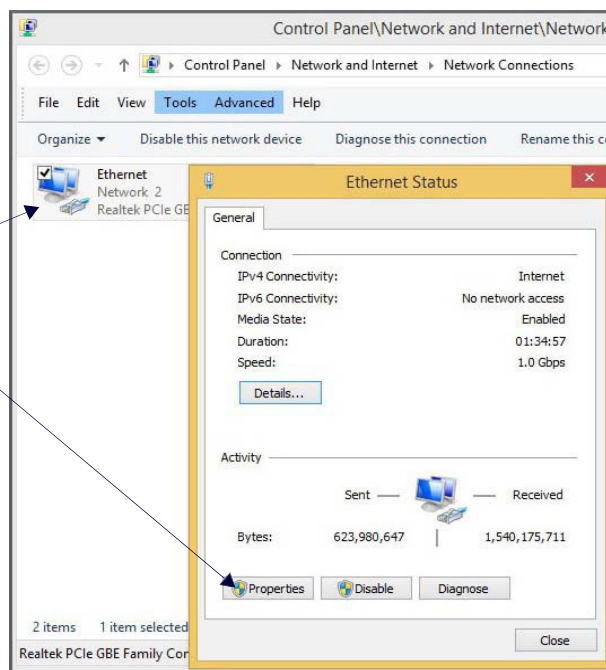 Control Panel\Network and Internet\Network
Control Panel Network and Internet Network Connections
File Edit View Tools Advanced Help
Organize Disable this network device Diagnose this connection Rename this
Ethernet
Network 2
Realtek PCIe GBE
Ethernet Status
General
Connection
IPv4 Connectivity: Internet
IPv6 Connectivity: No network access
Media State: Enabled
Duration: 01:34:57
Speed: 1.0 Gbps
Details...
Activity
Sent Received
Bytes: 623,980,647 1,540,175,711
Properties Disable Diagnose
2 items 1 item selected
Close
Realtek PCIe GBE Family